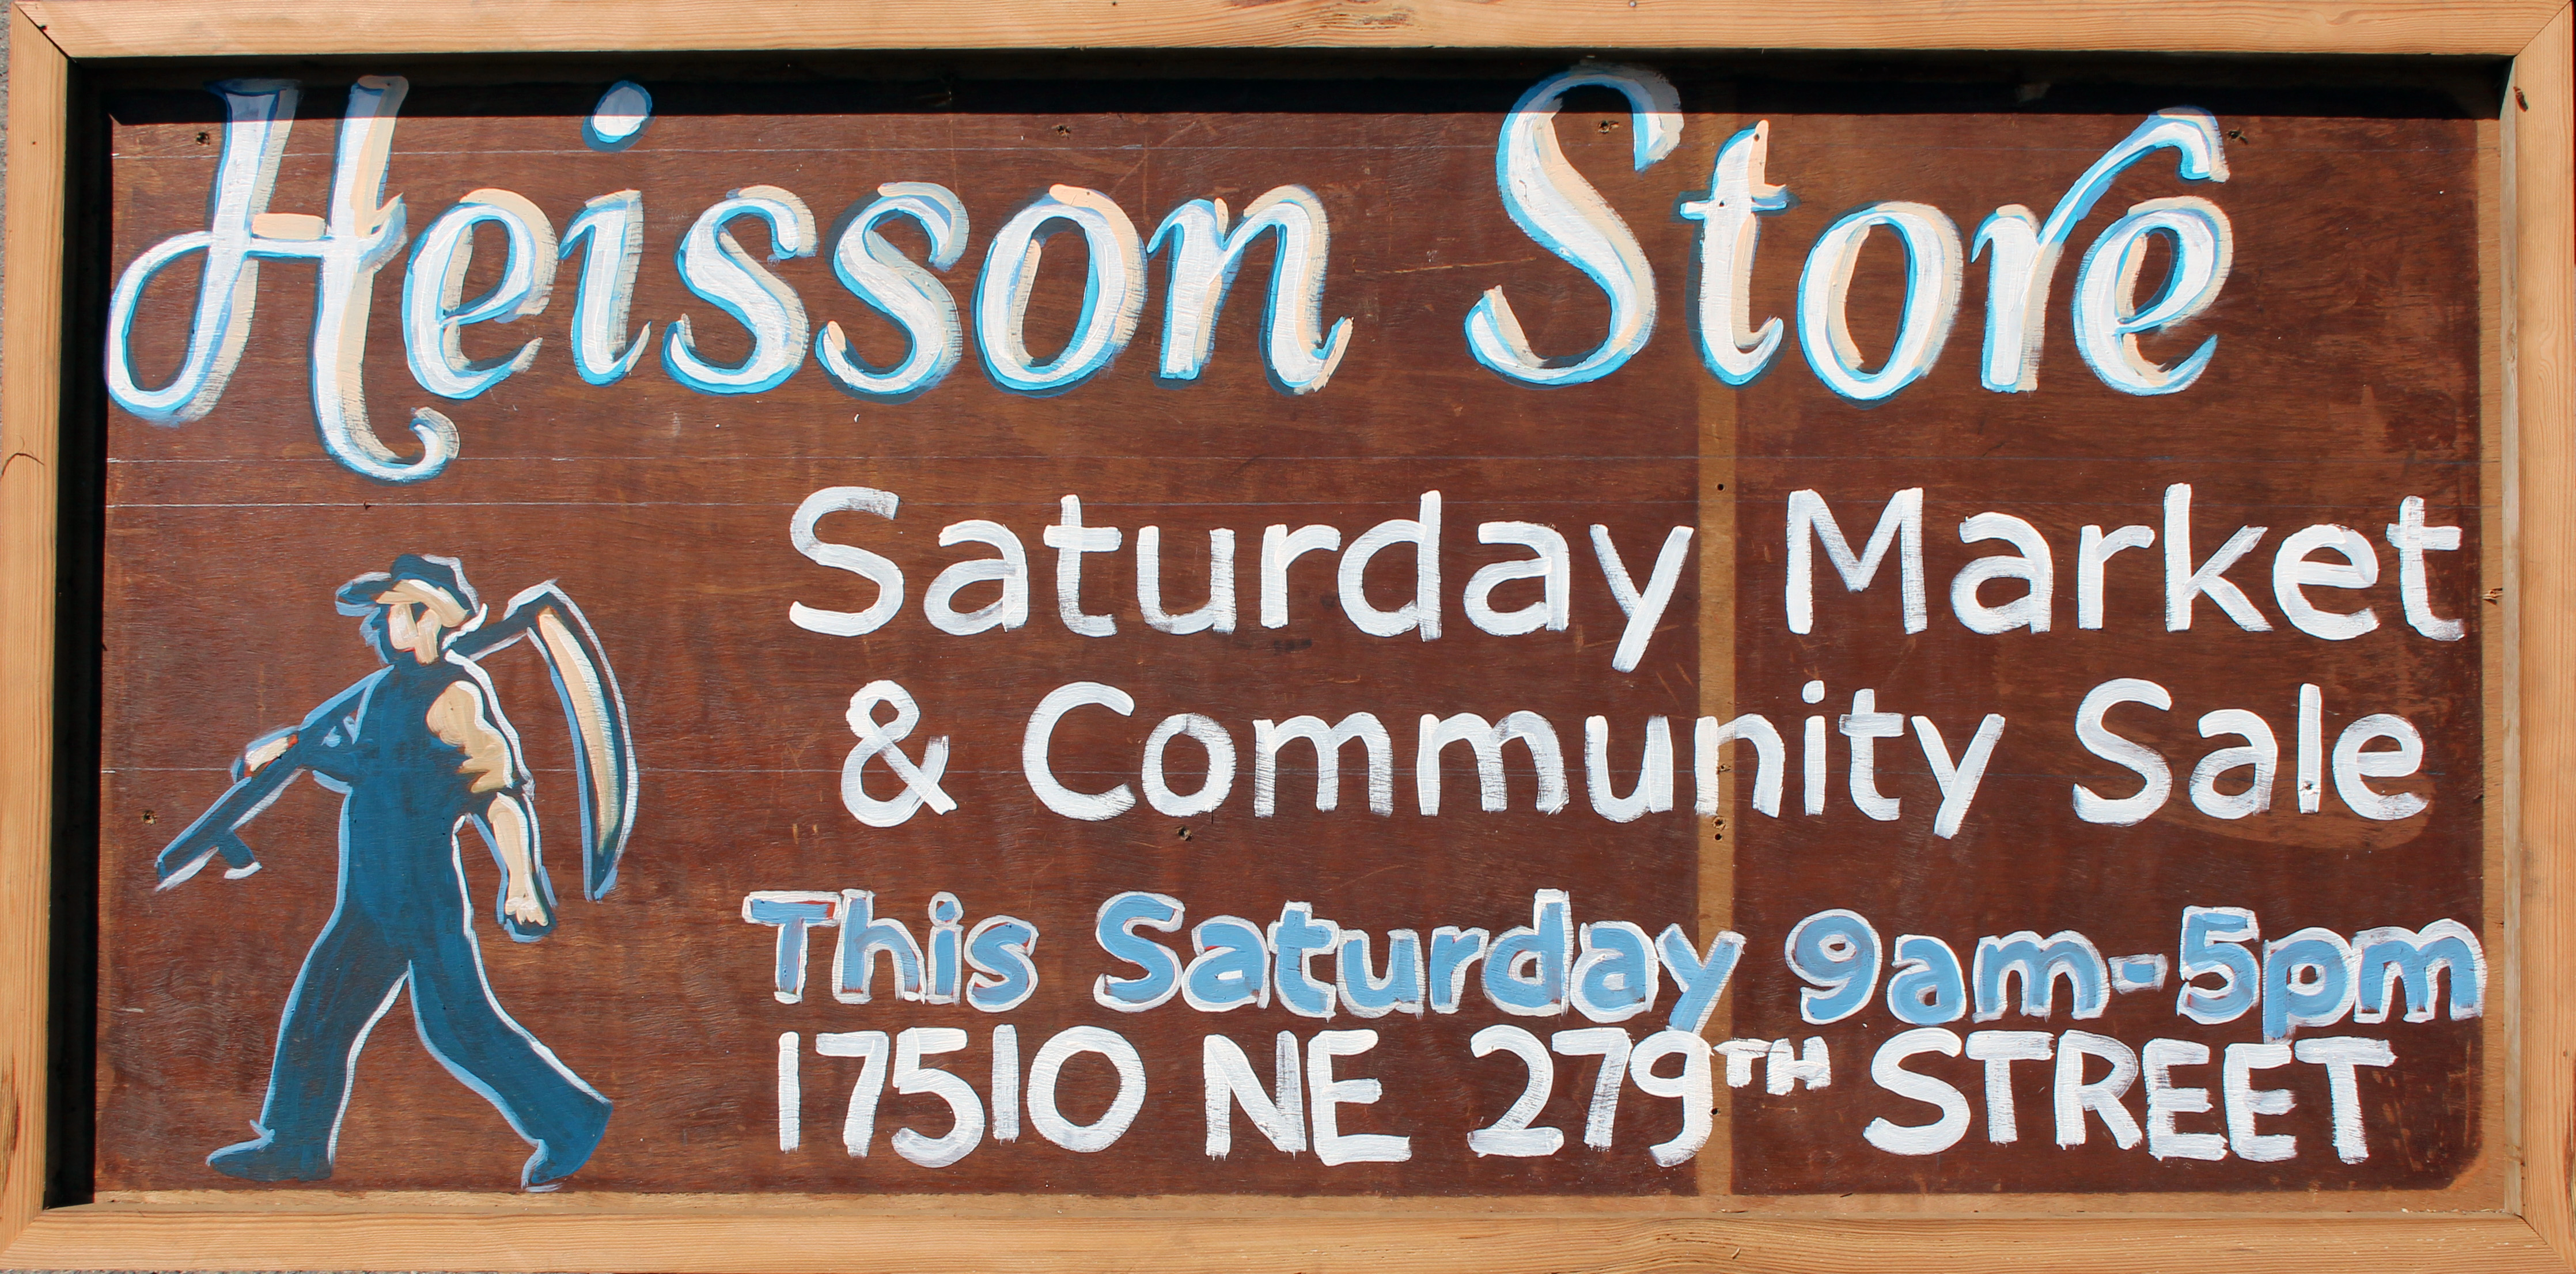 Heisson Store
Saturday Market
& Community Sale
This Saturday 9am-5pm
17510 NE 279TH STREET